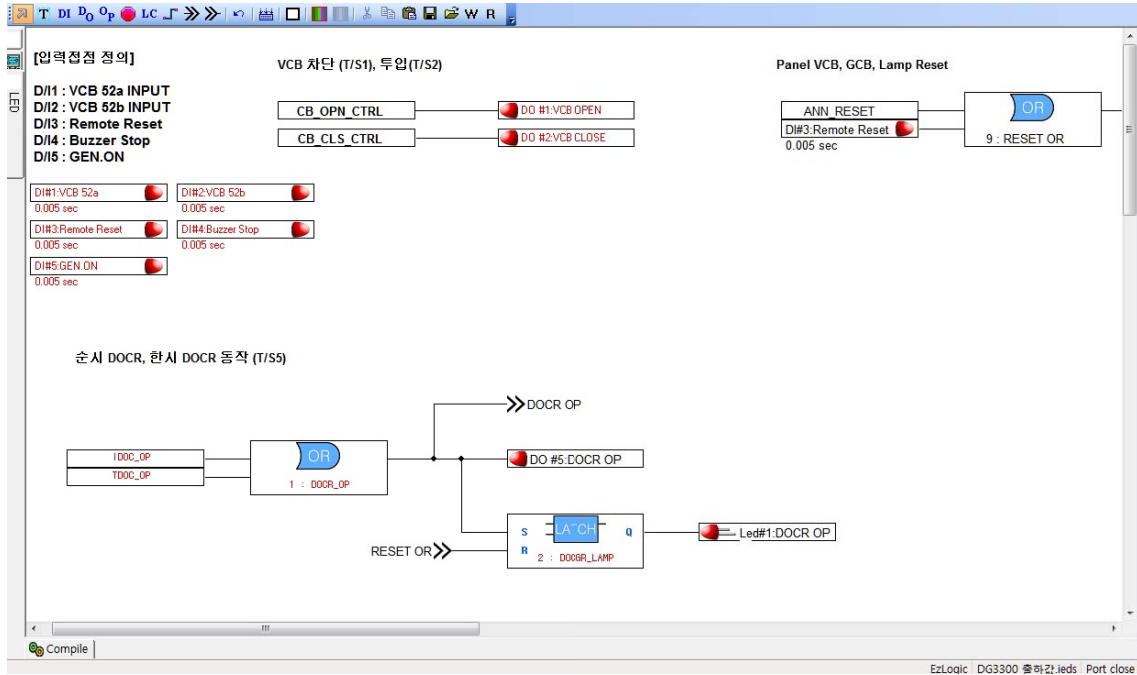 T DI DO OP LC W R
LED
[입력접점 정의]
D/I1 : VCB 52a INPUT
D/I2 : VCB 52b INPUT
D/I3 : Remote Reset
D/I4 : Buzzer Stop
D/I5 : GEN.ON
VCB 차단 (T/S1), 투입(T/S2)
CB_OPN_CTRL
DO #1:VCB OPEN
CB_CLS_CTRL
DO #2:VCB CLOSE
Panel VCB, GCB, Lamp Reset
ANN_RESET
DI#3:Remote Reset
0.005 sec
OR
9 : RESET OR
DI#1:VCB 52a
0.005 sec
DI#2:VCB 52b
0.005 sec
DI#3:Remote Reset
0.005 sec
DI#4:Buzzer Stop
0.005 sec
DI#5:GEN.ON
0.005 sec
순시 DOCR, 한시 DOCR 동작 (T/S5)
DOCR OP
IDOC_OP
TDOC_OP
OR
1 : DOCR_OP
DO #5:DOCR OP
RESET OR
S LATCH Q
R
2 : DOCGR_LAMP
Led#1:DOCR OP
Compile
EzLogic DG3300 출하값.ieds Port close